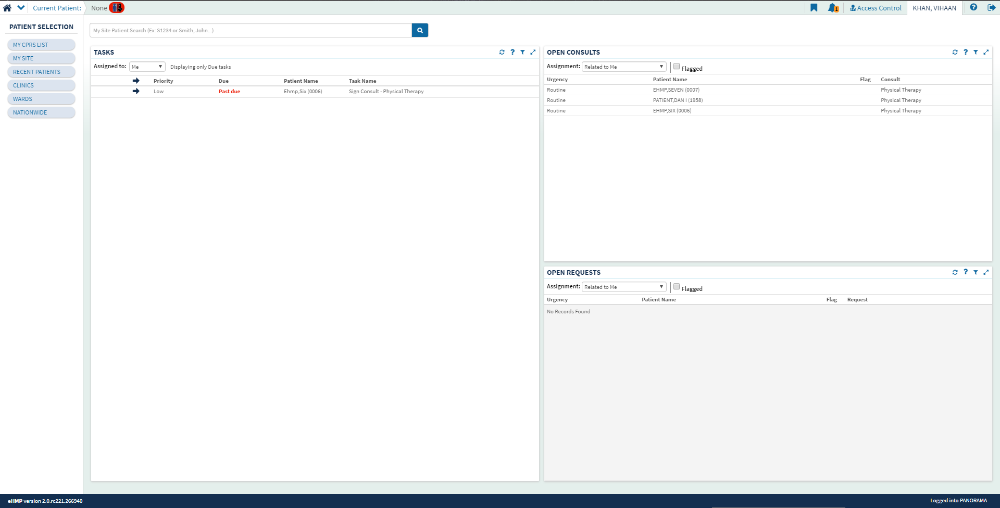 Current Patient: None
1 Access Control KHAN, VIHAAN
PATIENT SELECTION
MY CPRS LIST
MY SITE
RECENT PATIENTS
CLINICS
WARDS
NATIONWIDE
My Site Patient Search (Ex: S1234 or Smith, John...)
TASKS
Assigned to: Me Displaying only Due tasks
Priority Due Patient Name Task Name
Low Past due Ehmp,Six (0006) Sign Consult - Physical Therapy
OPEN CONSULTS
Assignment: Related to Me Flagged
Urgency Patient Name Flag Consult
Routine EHMP,SEVEN (0007) Physical Therapy
Routine PATIENT,DAN I (1958) Physical Therapy
Routine EHMP,SIX (0006) Physical Therapy
OPEN REQUESTS
Assignment: Related to Me Flagged
Urgency Patient Name Flag Request
No Records Found
eHMP version 2.0.rc221.266940
Logged into PANORAMA